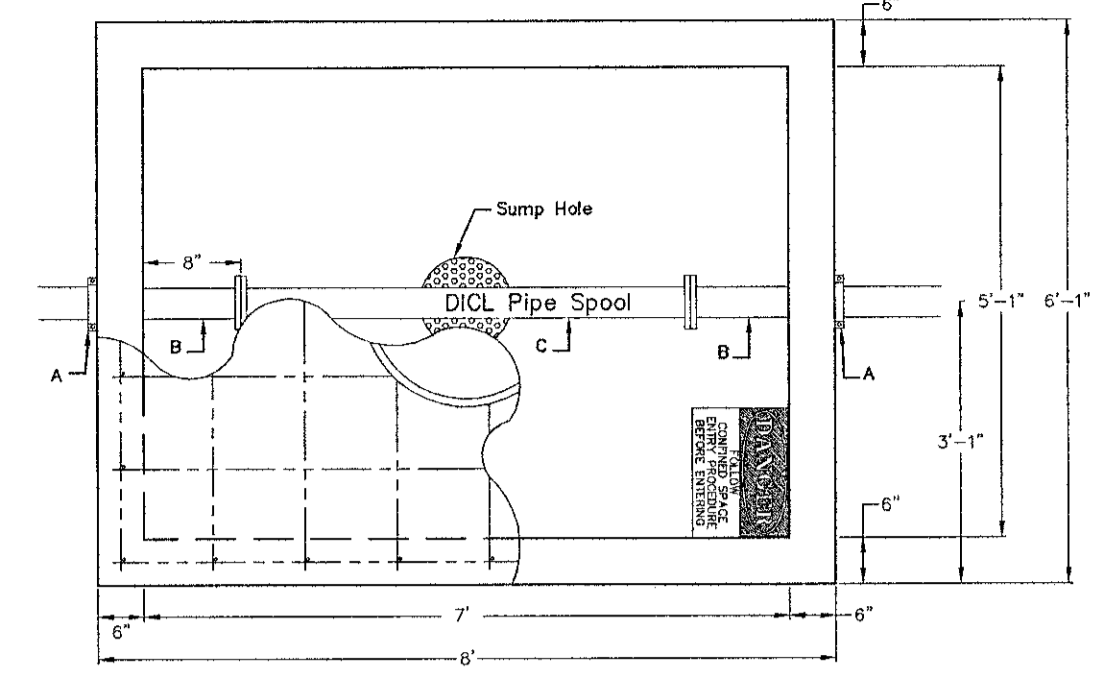 6"
Sump Hole
8"
DICL Pipe Spool
5'-1"
6'-1"
B
C
B
A
A
3'-1"
DANGER
FOLLOW
CONFINED SPACE
ENTRY PROCEDURE
BEFORE ENTERING
6"
6"
7'
6"
8'